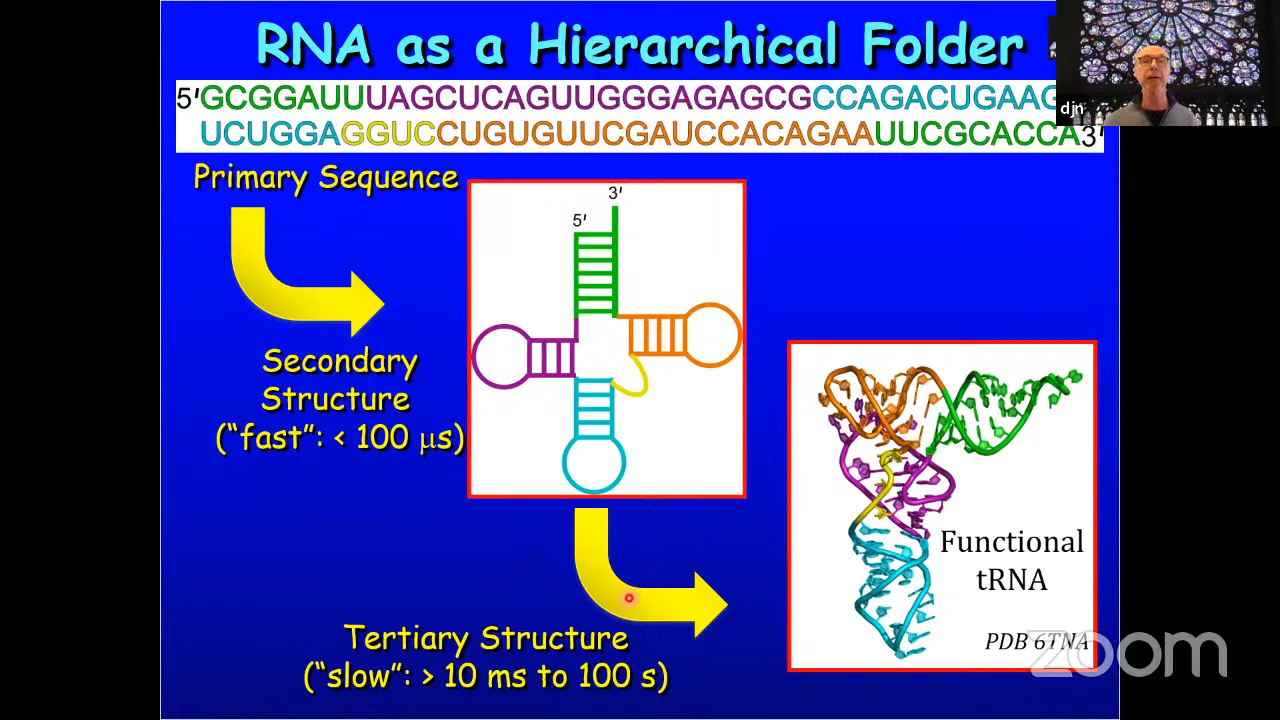 RNA as a Hierarchical Folder
djn
5'GCGGAUUUAGCUCAGUUGGGAGAGCGCCAGACUGAAG
UCUGGAGGUCCUGUGUUCGAUCCACAGAAUUCGCACCA3'
Primary Sequence
3'
5'
Secondary
Structure
("fast": < 100 μs)
Functional
tRNA
PDB 6TNA
zoom
Tertiary Structure
("slow": > 10 ms to 100 s)